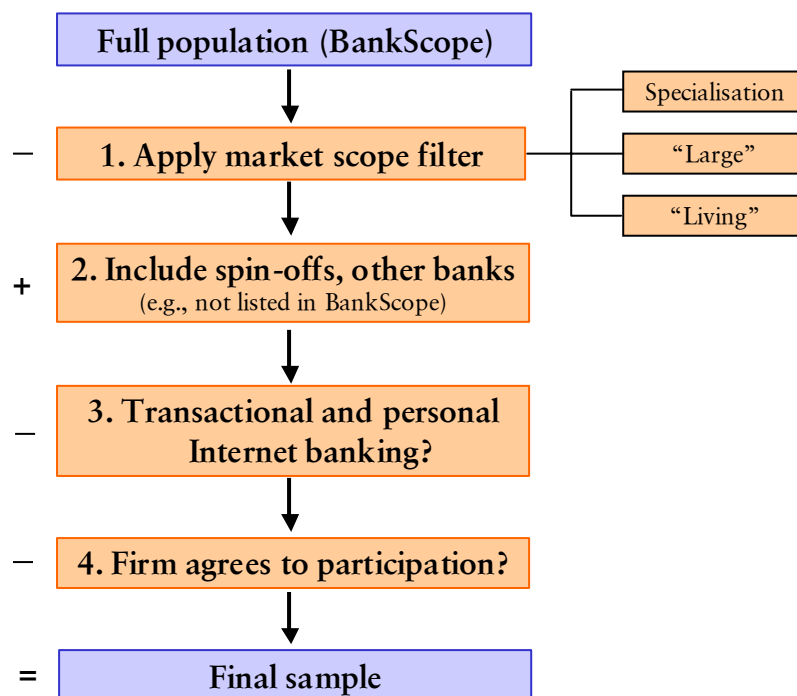 Full population (BankScope)
Specialisation
– 1. Apply market scope filter
“Large”
“Living”
+ 2. Include spin-offs, other banks
(e.g., not listed in BankScope)
– 3. Transactional and personal
Internet banking?
– 4. Firm agrees to participation?
= Final sample